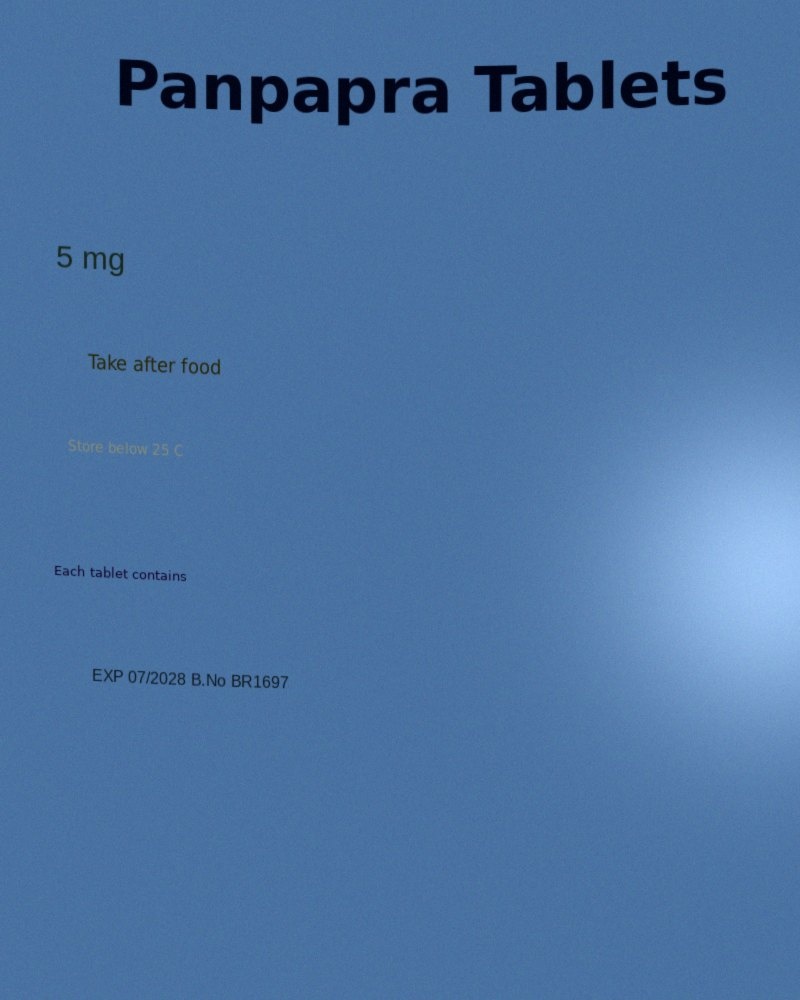 Panpapra Tablets
5 mg
Take after food
Store below 25 C
Each tablet contains
EXP 07/2028 B.No BR1697